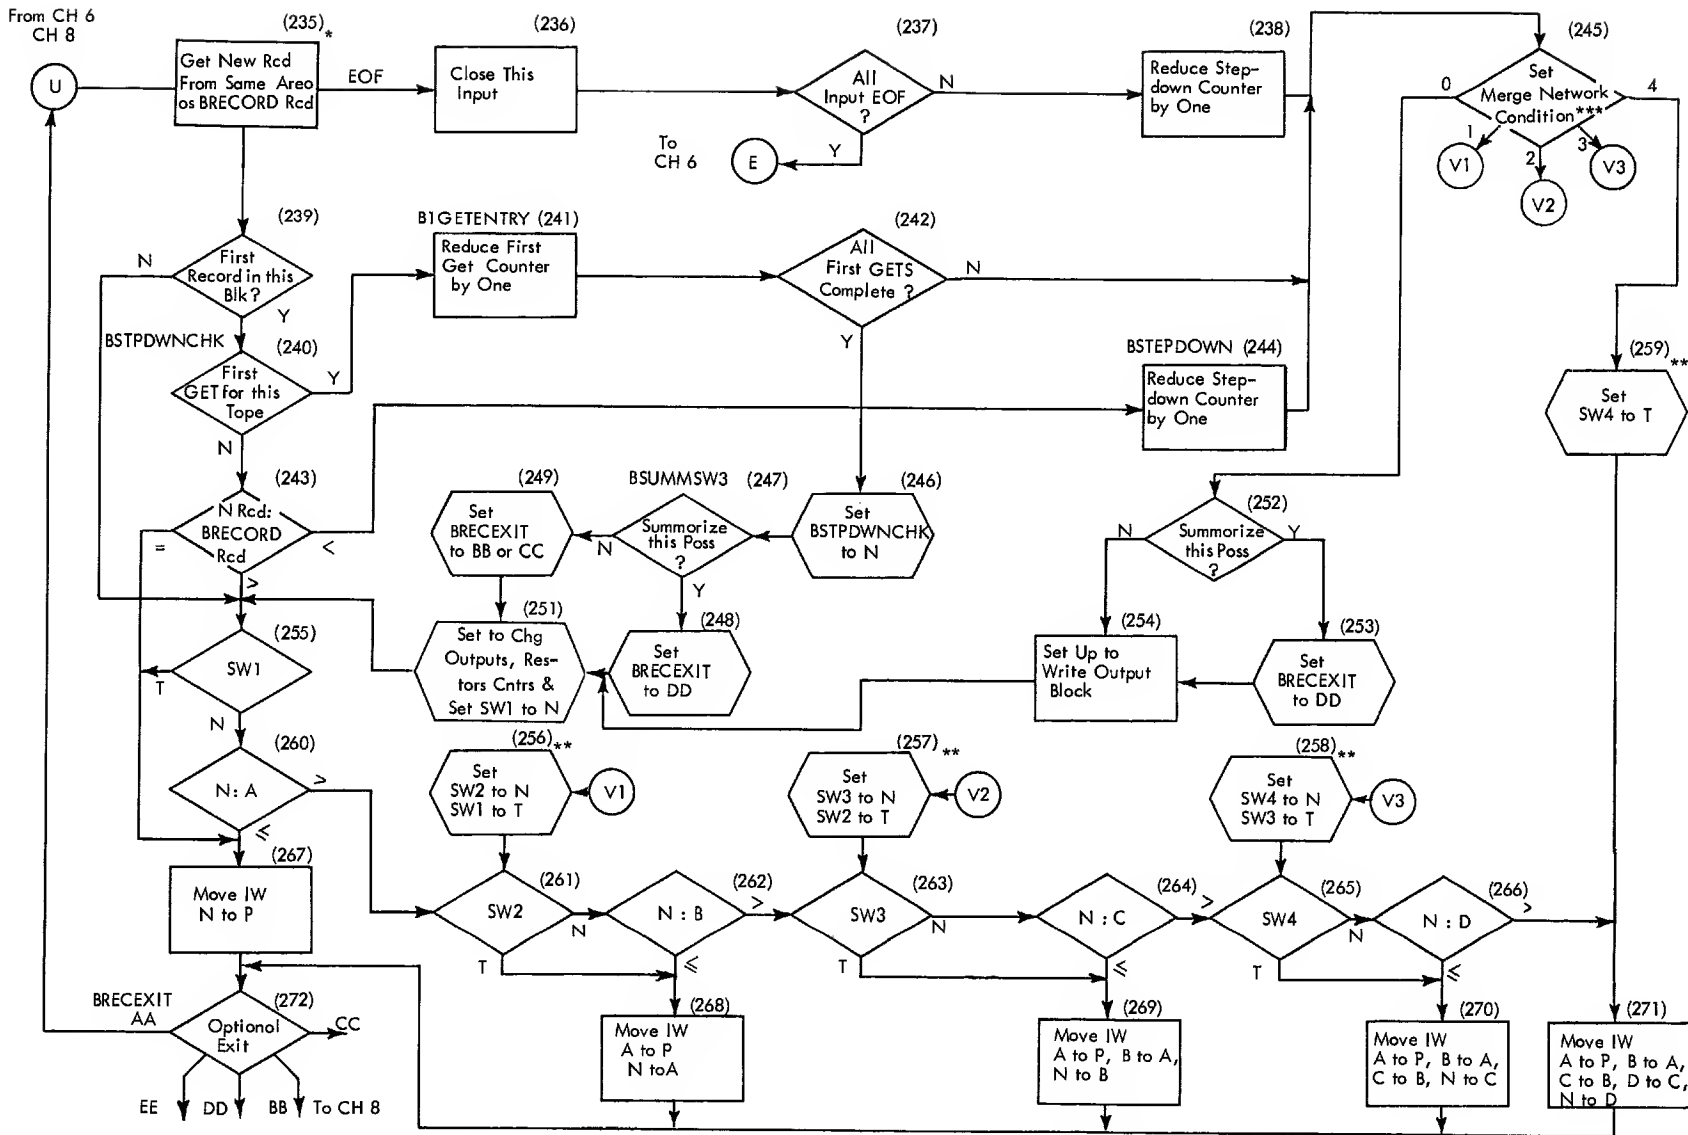 From CH 6
CH 8
U
(235)*
Get New Rcd
From Same Areo
os BRECORD Rcd
EOF
(236)
Close This
Input
(237)
All
Input EOF
?
N
Y
To
CH 6
E
(238)
Reduce Step-
down Counter
by One
(245)
Set
Merge Network
Condition***
0
4
1
2
3
V1
V2
V3
(239)
First
Record in this
Blk?
N
Y
BSTPDWNCHK
(240)
First
GET for this
Tope
Y
N
B1GETENTRY (241)
Reduce First
Get Counter
by One
(242)
All
First GETS
Complete ?
N
Y
BSTEPDOWN (244)
Reduce Step-
down Counter
by One
(259)**
Set
SW4 to T
(243)
N Rcd:
BRECORD
Rcd
=
<
>
(249)
Set
BRECEXIT
to BB or CC
BSUMMSW3 (247)
Summorize
this Poss
?
N
Y
(246)
Set
BSTPDWNCHK
to N
(252)
Summorize
this Poss
?
N
Y
(251)
Set to Chg
Outputs, Res-
tors Cntrs &
Set SW1 to N
(248)
Set
BRECEXIT
to DD
(254)
Set Up to
Write Output
Block
(253)
Set
BRECEXIT
to DD
(255)
SW1
T
N
(260)
N: A
>
≤
(256)**
Set
SW2 to N
SW1 to T
V1
(257)**
Set
SW3 to N
SW2 to T
V2
(258)**
Set
SW4 to N
SW3 to T
V3
(267)
Move IW
N to P
(261)
SW2
N
T
(262)
N : B
>
≤
(263)
SW3
N
T
(264)
N : C
>
≤
(265)
SW4
N
T
(266)
N : D
>
≤
BRECEXIT
AA
(272)
Optional
Exit
CC
EE
DD
BB
To CH 8
(268)
Move IW
A to P
N toA
(269)
Move IW
A to P, B to A,
N to B
(270)
Move IW
A to P, B to A,
C to B, N to C
(271)
Move IW
A to P, B to A,
C to B, D to C,
N to D